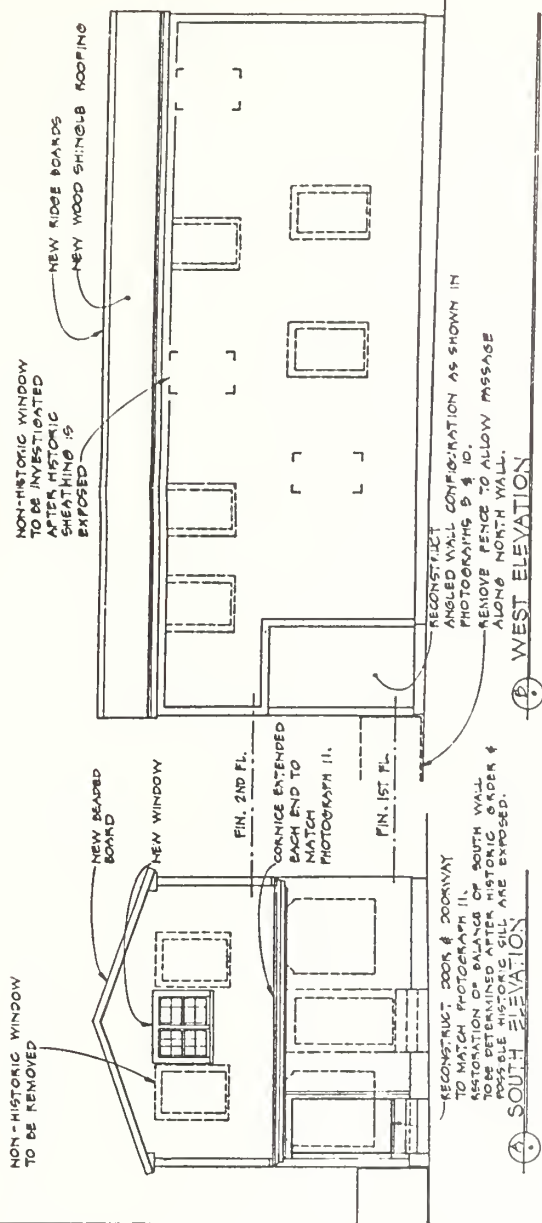 NON-HISTORIC WINDOW
TO BE REMOVED
NEW BEADED
BOARD
NEW WINDOW
FIN. 2ND FL.
CORNICE EXTENDED
EACH END TO
MATCH
PHOTOGRAPH 11.
FIN. 1ST FL.
RECONSTRUCT DOOR & DOORWAY
TO MATCH PHOTOGRAPH 11.
RESTORATION OF BALANCE OF SOUTH WALL
TO BE DETERMINED AFTER HISTORIC GIRDER &
POSSIBLE HISTORIC SILL ARE EXPOSED.
A SOUTH ELEVATION
NON-HISTORIC WINDOW
TO BE INVESTIGATED
AFTER HISTORIC
SHEATHING IS
EXPOSED
NEW RIDGE BOARDS
NEW WOOD SHINGLE ROOFING
RECONSTRUCT
ANGLED WALL CONFIGURATION AS SHOWN IN
PHOTOGRAPHS & 10.
REMOVE FENCE TO ALLOW PASSAGE
ALONG NORTH WALL.
B WEST ELEVATION